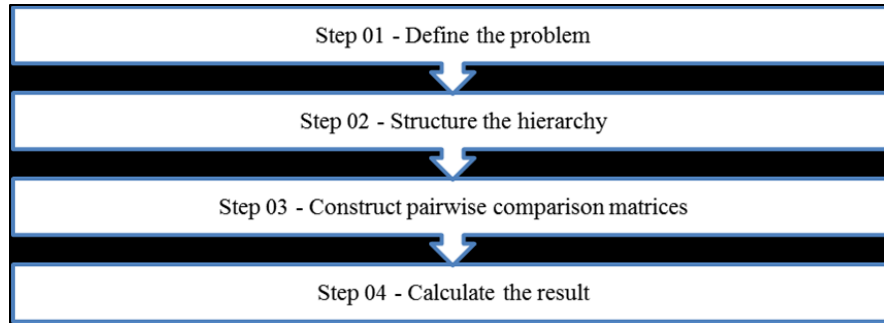 Step 01 - Define the problem
Step 02 - Structure the hierarchy
Step 03 - Construct pairwise comparison matrices
Step 04 - Calculate the result